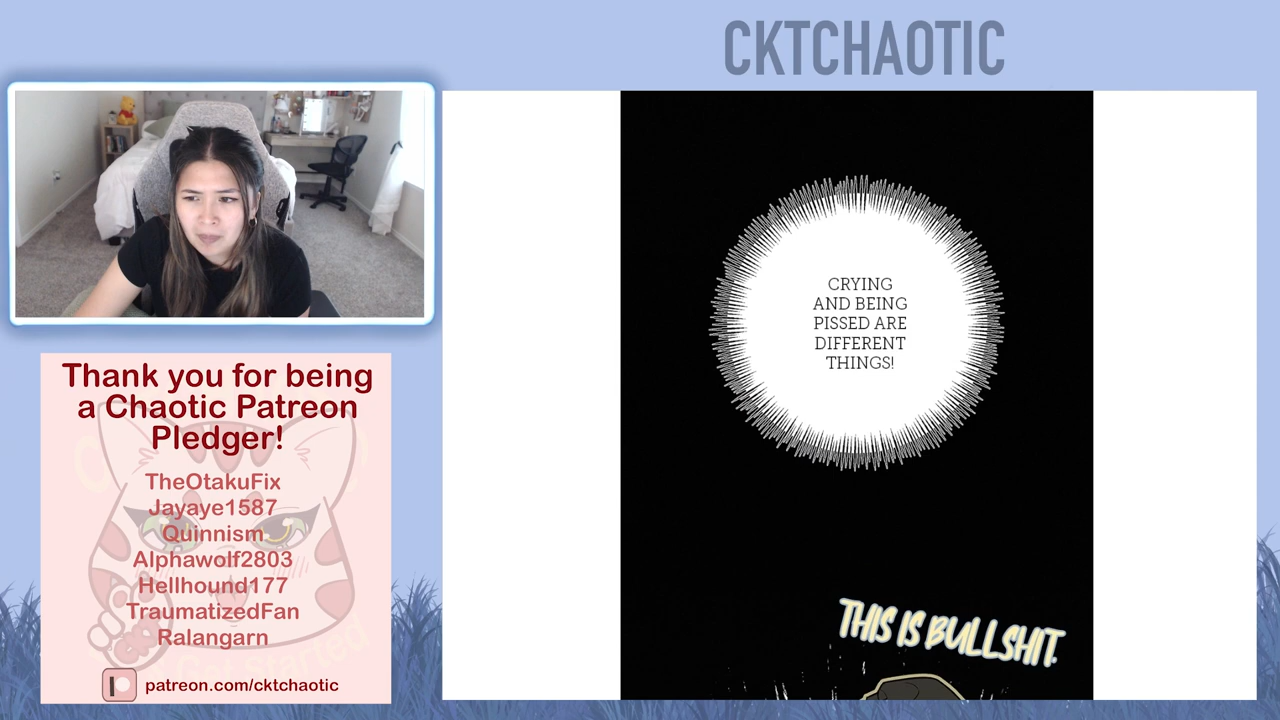 CKTCHAOTIC
CRYING
AND BEING
PISSED ARE
DIFFERENT
THINGS!
THIS IS BULLSHIT.
Thank you for being
a Chaotic Patreon
Pledger!
TheOtakuFix
Jayaye1587
Quinnism
Alphawolf2803
Hellhound177
TraumatizedFan
Ralangarn
patreon.com/cktchaotic